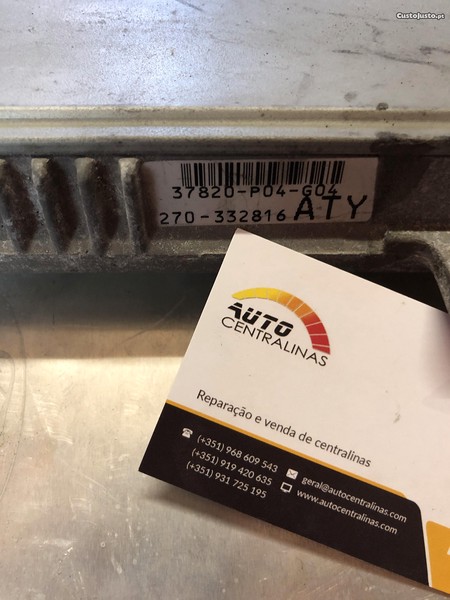 CustoJusto.pt
37820-P04-G04
270-332816 ATY
AUTO
CENTRALINAS
Reparação e venda de centralinas
(+351) 968 609 543
(+351) 919 420 635
(+351) 931 725 195
geral@autocentralinas.com
www.autocentralinas.com